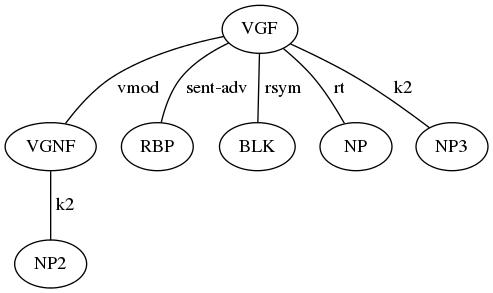 VGF
vmod sent-adv rsym rt k2
VGNF RBP BLK NP NP3
k2
NP2